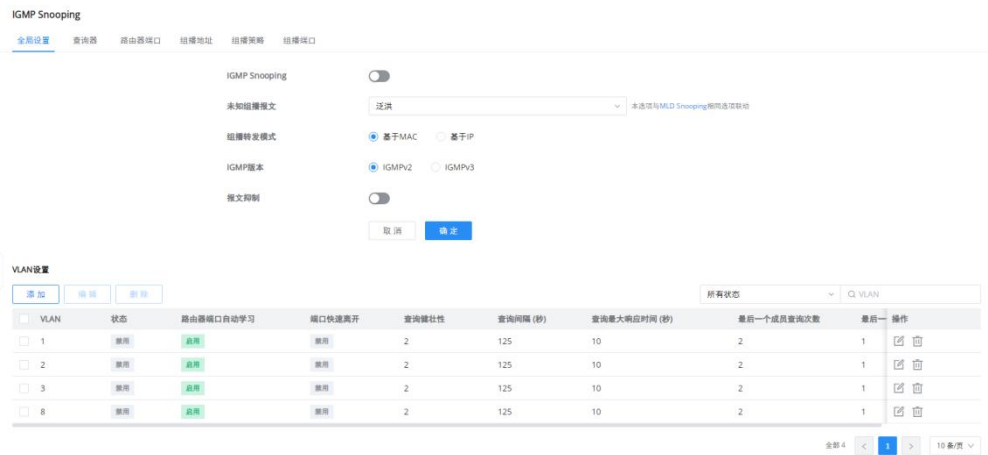 IGMP Snooping
全局设置 查询器 路由器端口 组播地址 组播策略 组播端口
IGMP Snooping
未知组播报文 泛洪 本选项与MLD Snooping相同选项联动
组播转发模式 基于MAC 基于IP
IGMP版本 IGMPv2 IGMPv3
报文抑制
取消 确定
VLAN设置
添加 编辑 删除 所有状态 VLAN
VLAN 状态 路由器端口自动学习 端口快速离开 查询健壮性 查询间隔 (秒) 查询最大响应时间 (秒) 最后一个成员查询次数 最后一 操作
1 禁用 启用 禁用 2 125 10 2 1
2 禁用 启用 禁用 2 125 10 2 1
3 禁用 启用 禁用 2 125 10 2 1
8 禁用 启用 禁用 2 125 10 2 1
全部 4 < 1 > 10 条/页